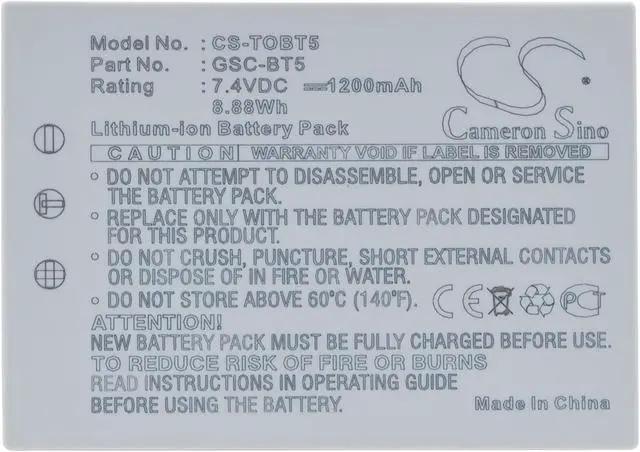 Model No. : CS-TOBT5
Part No. : GSC-BT5
Rating : 7.4VDC 1200mAh
8.88Wh
Lithium-ion Battery Pack
CS
Cameron Sino
CAUTION WARRANTY VOID IF LABEL IS REMOVED
° DO NOT ATTEMPT TO DISASSEMBLE, OPEN OR SERVICE
THE BATTERY PACK.
° REPLACE ONLY WITH THE BATTERY PACK DESIGNATED
FOR THIS PRODUCT.
° DO NOT CRUSH, PUNCTURE, SHORT EXTERNAL CONTACTS
OR DISPOSE OF IN FIRE OR WATER.
° DO NOT STORE ABOVE 60°C (140°F).
CE PCT
ATTENTION!
NEW BATTERY PACK MUST BE FULLY CHARGED BEFORE USE.
TO REDUCE RISK OF FIRE OR BURNS
READ INSTRUCTIONS IN OPERATING GUIDE
BEFORE USING THE BATTERY.
Made In China